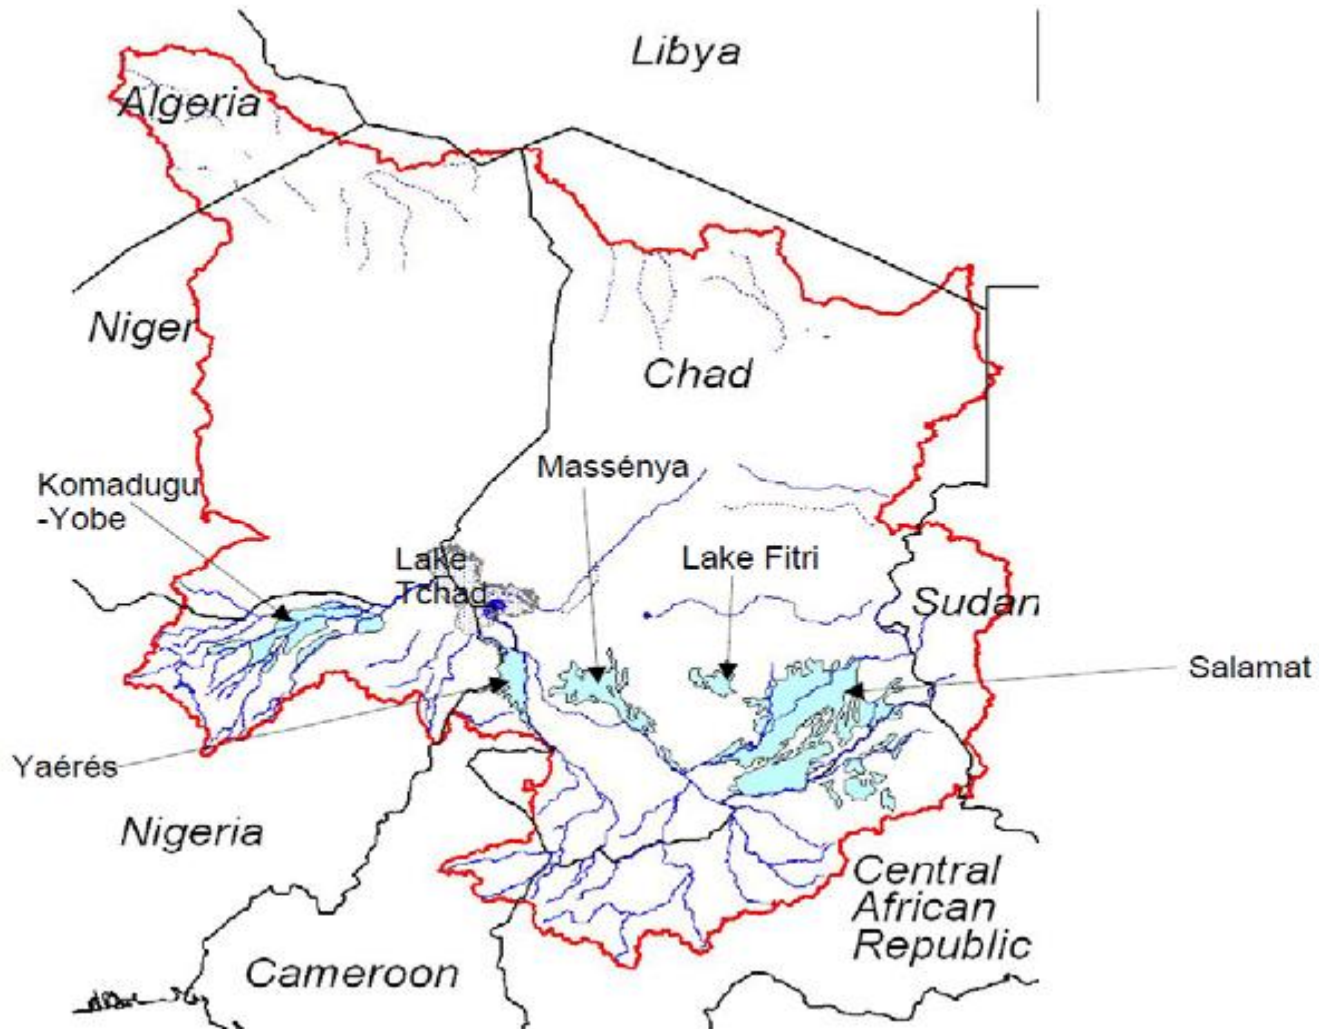 Libya
Algeria
Niger
Chad
Massénya
Komadugu
-Yobe
Lake
Tchad
Lake Fitri
Sudan
Salamat
Yaérés
Nigeria
Central
African
Republic
Cameroon